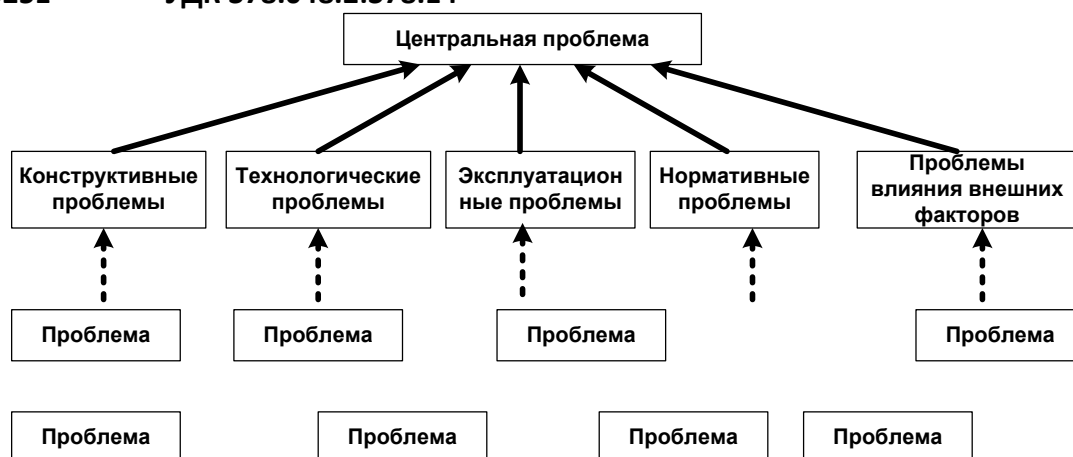 Центральная проблема
Конструктивные
проблемы
Технологические
проблемы
Эксплуатацион
ные проблемы
Нормативные
проблемы
Проблемы
влияния внешних
факторов
Проблема
Проблема
Проблема
Проблема
Проблема
Проблема
Проблема
Проблема